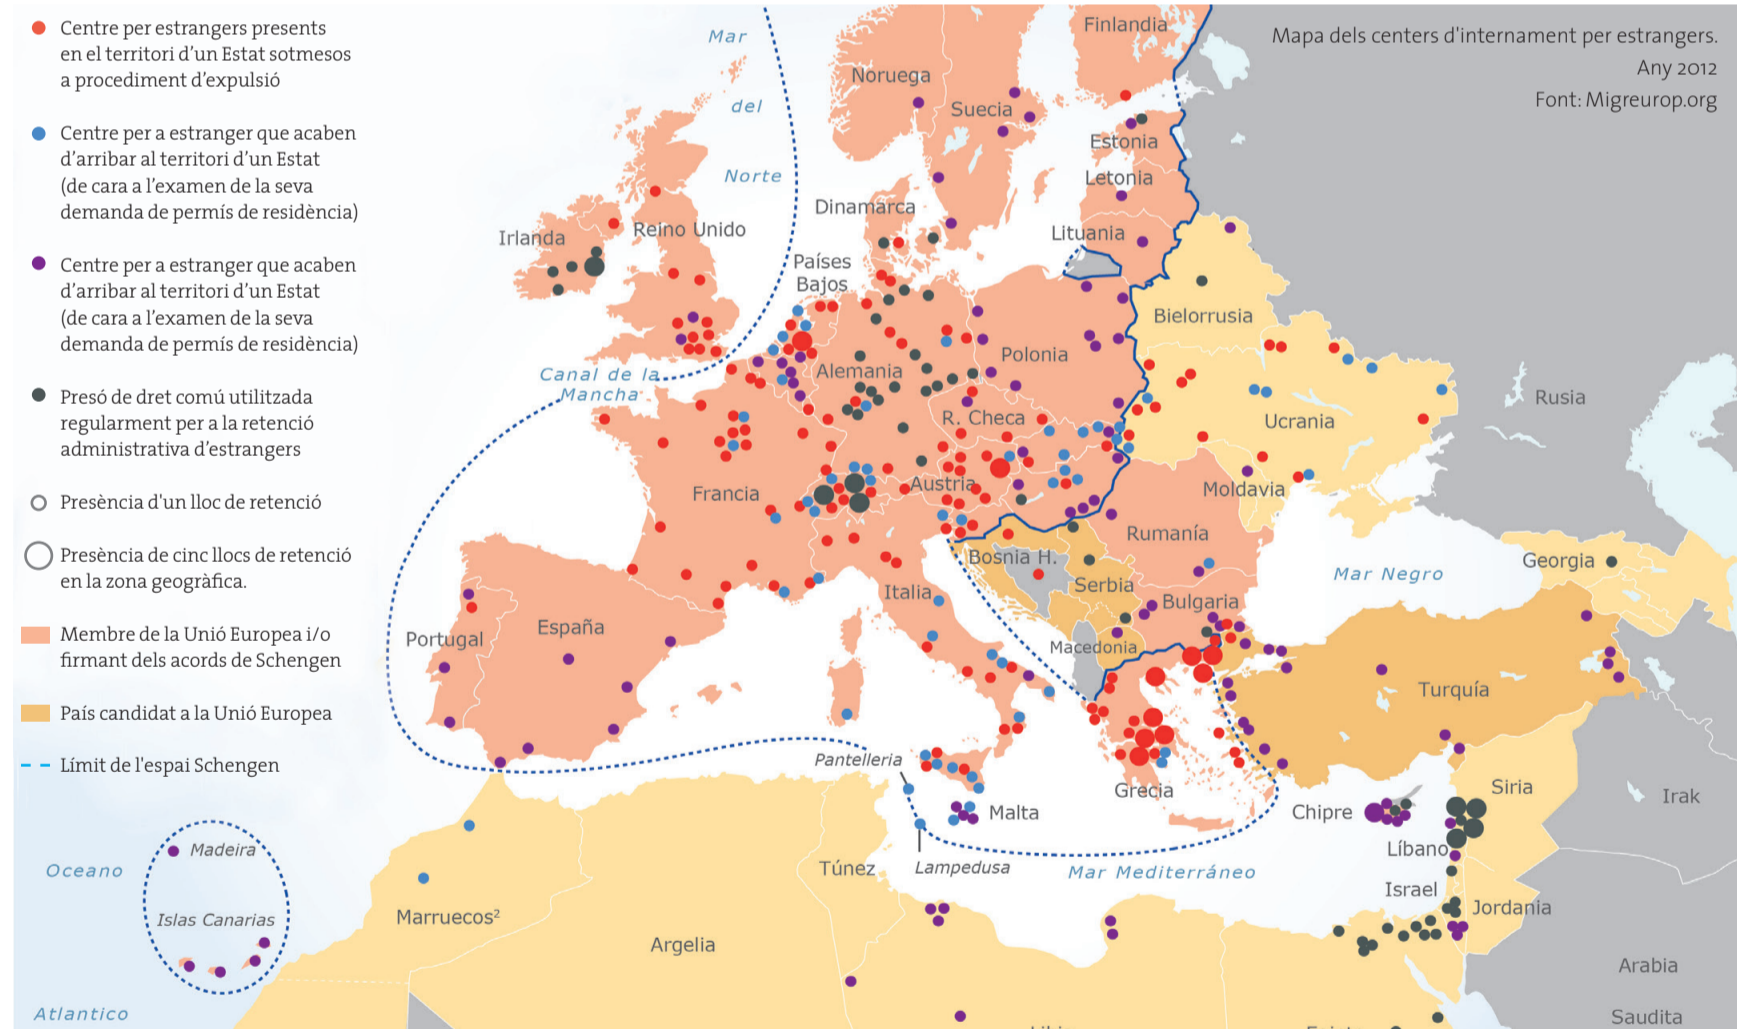 Centre per estrangers presents
en el territori d’un Estat sotmesos
a procediment d’expulsió
Centre per a estranger que acaben
d’arribar al territori d’un Estat
(de cara a l’examen de la seva
demanda de permís de residència)
Centre per a estranger que acaben
d’arribar al territori d’un Estat
(de cara a l’examen de la seva
demanda de permís de residència)
Presó de dret comú utilitzada
regularment per a la retenció
administrativa d’estrangers
Presència d'un lloc de retenció
Presència de cinc llocs de retenció
en la zona geogràfica.
Membre de la Unió Europea i/o
firmant dels acords de Schengen
País candidat a la Unió Europea
Límit de l'espai Schengen
Mapa dels centers d'internament per estrangers.
Any 2012
Font: Migreurop.org
Mar
del
Norte
Finlandia
Noruega
Suecia
Estonia
Letonia
Dinamarca
Lituania
Irlanda
Reino Unido
Países
Bajos
Bielorrusia
Polonia
Alemania
Canal de la
Mancha
Rusia
R. Checa
Ucrania
Francia
Austria
Moldavia
Rumanía
Bosnia H.
Georgia
Mar Negro
Serbia
Italia
Bulgaria
España
Portugal
Macedonia
Turquía
Pantelleria
Grecia
Siria
Irak
Malta
Chipre
Líbano
Madeira
Oceano
Túnez
Lampedusa
Mar Mediterráneo
Israel
Jordania
Islas Canarias
Marruecos²
Argelia
Arabia
Saudita
Atlantico